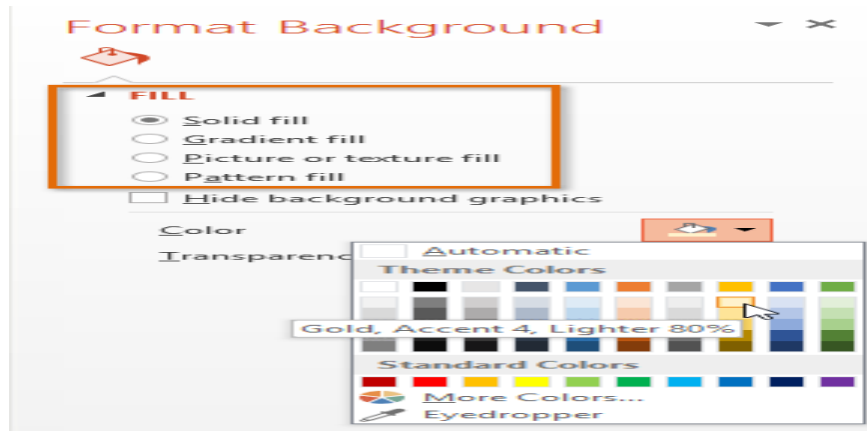 Format Background
FILL
Solid fill
Gradient fill
Picture or texture fill
Pattern fill
Hide background graphics
Color
Transparenc
Automatic
Theme Colors
Gold, Accent 4, Lighter 80%
Standard Colors
More Colors...
Eyedropper